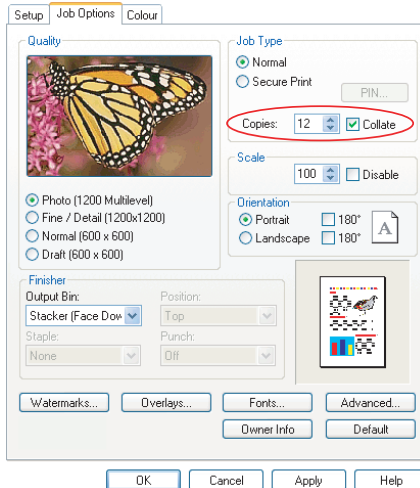 Setup Job Options Colour
Quality
Photo (1200 Multilevel)
Fine / Detail (1200x1200)
Normal (600 x 600)
Draft (600 x 600)
Job Type
Normal
Secure Print
PIN...
Copies: 12 Collate
Scale
100 Disable
Orientation
Portrait 180°
Landscape 180°
A
Finisher
Output Bin: Position:
Stacker (Face Dow Top
Staple: Punch:
None Off
Watermarks... Overlays... Fonts... Advanced...
Owner Info Default
OK Cancel Apply Help